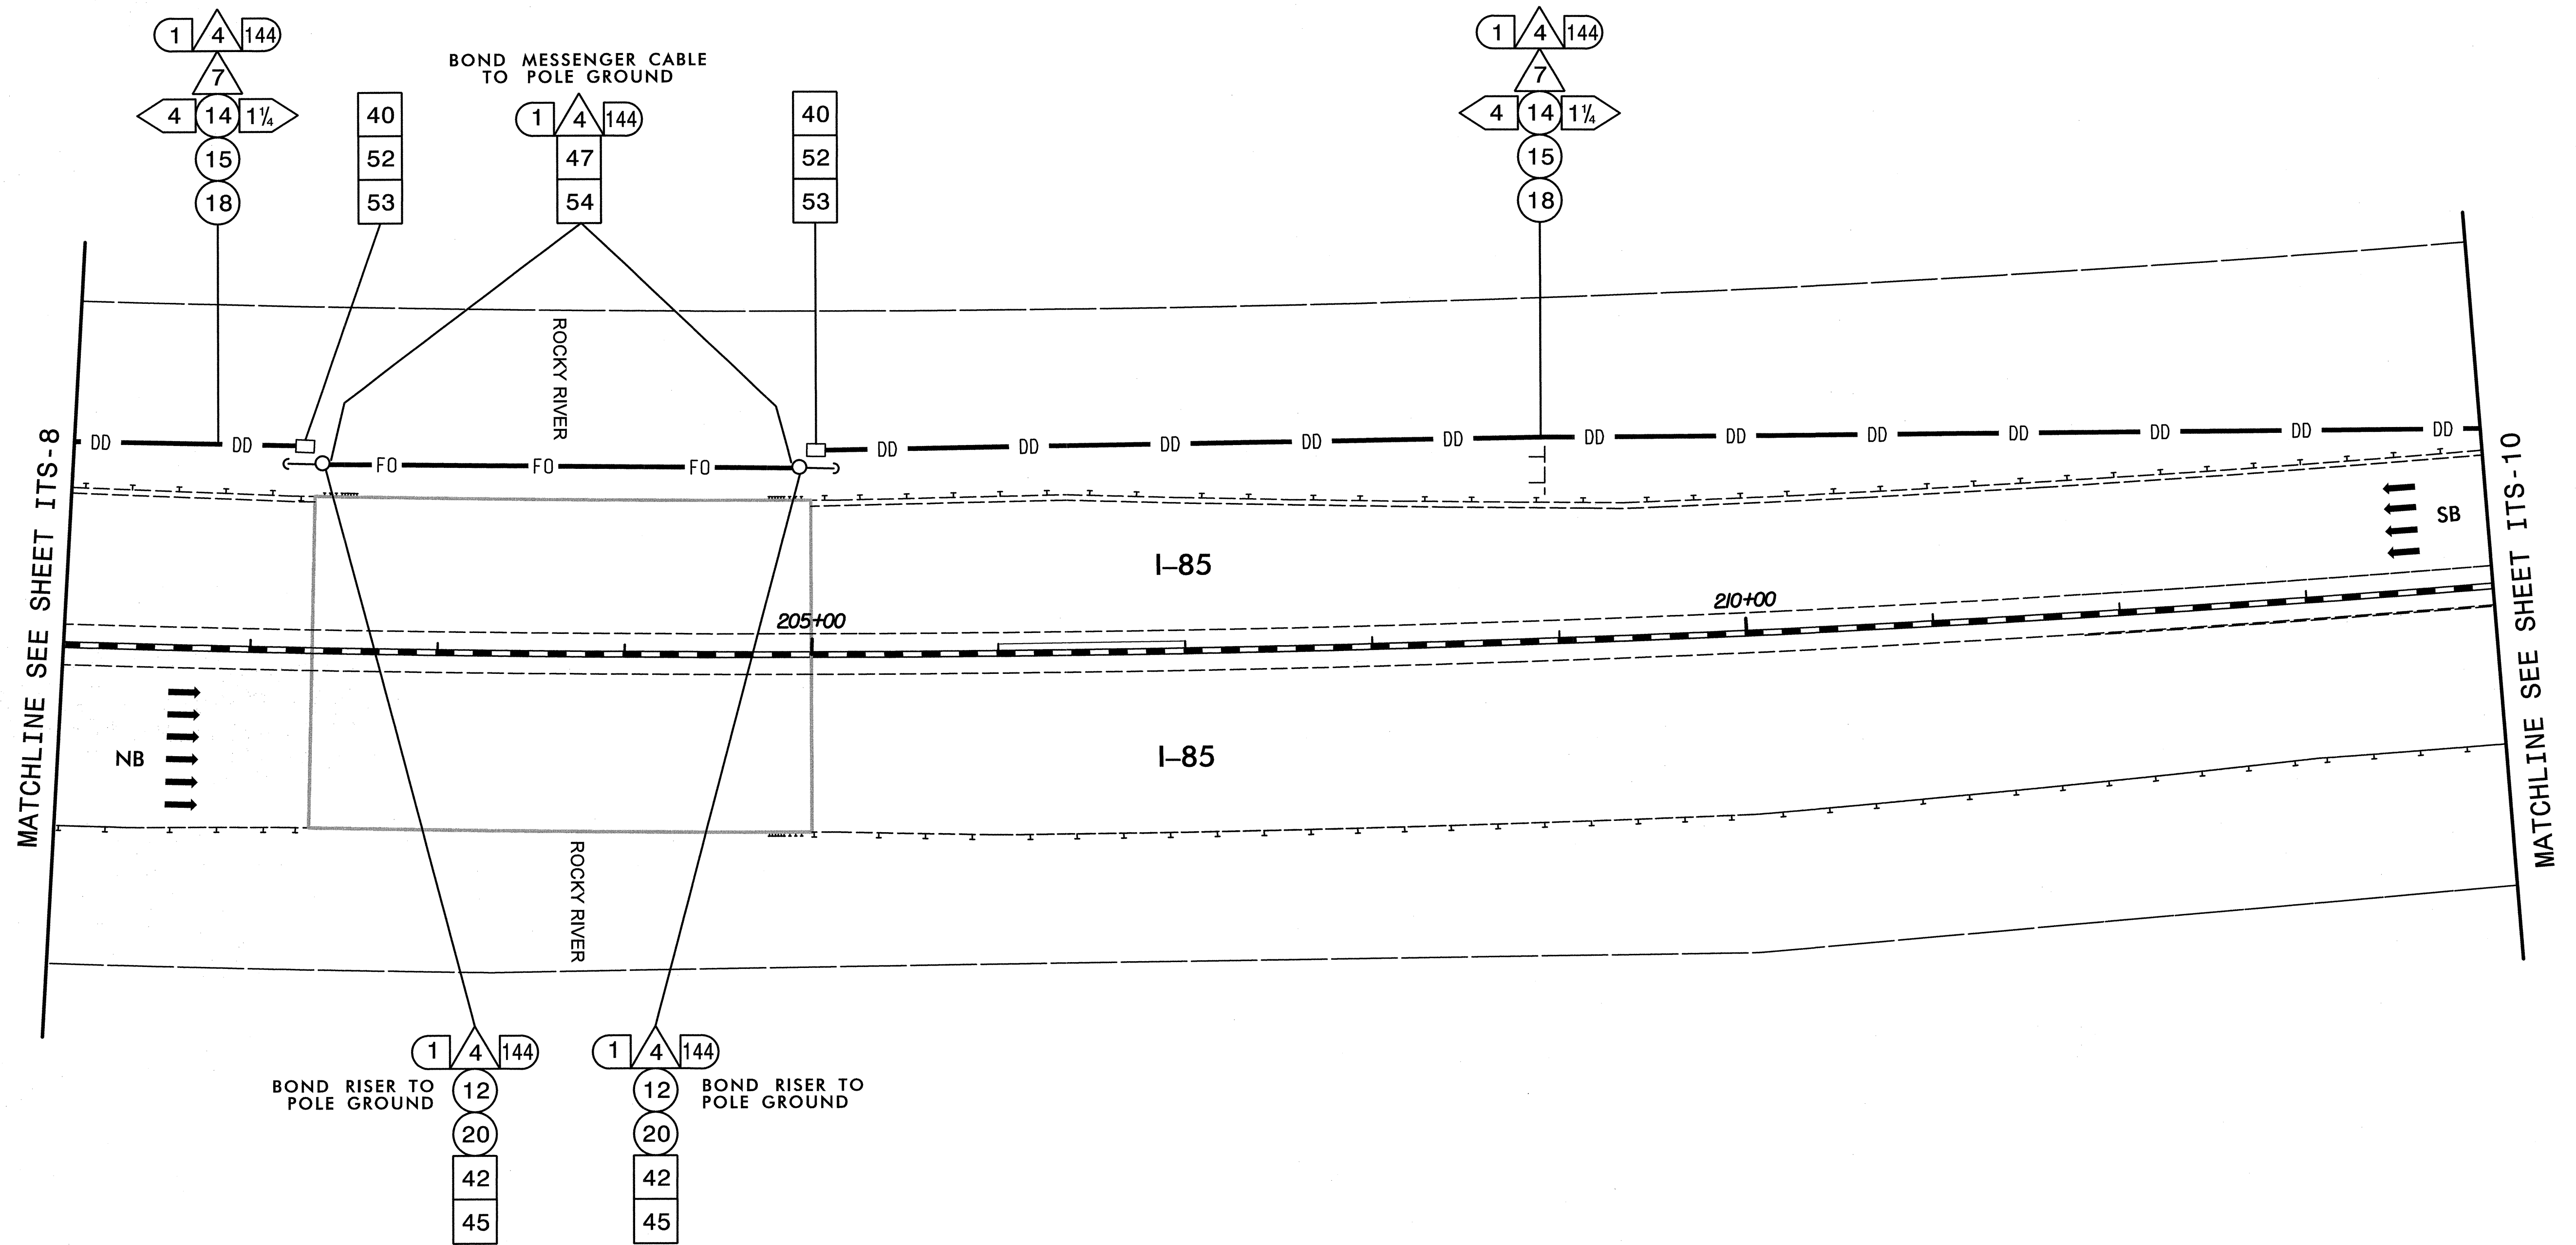 1 4 144
7
4 14 1¼
15
18
40
52
53
BOND MESSENGER CABLE
TO POLE GROUND
1 4 144
47
54
40
52
53
1 4 144
7
4 14 1¼
15
18
MATCHLINE SEE SHEET ITS-8
ROCKY RIVER
DD DD
FO FO FO
DD DD DD DD DD DD DD DD DD DD DD DD
SB
I-85
205+00
210+00
NB
I-85
MATCHLINE SEE SHEET ITS-10
ROCKY RIVER
1 4 144
BOND RISER TO
POLE GROUND
12
20
42
45
1 4 144
BOND RISER TO
POLE GROUND
12
20
42
45